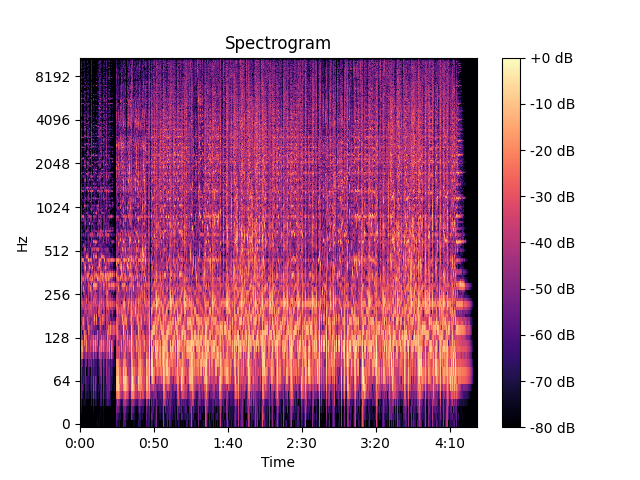 Spectrogram
Hz
8192
4096
2048
1024
512
256
128
64
0
0:00 0:50 1:40 2:30 3:20 4:10
Time
+0 dB
-10 dB
-20 dB
-30 dB
-40 dB
-50 dB
-60 dB
-70 dB
-80 dB